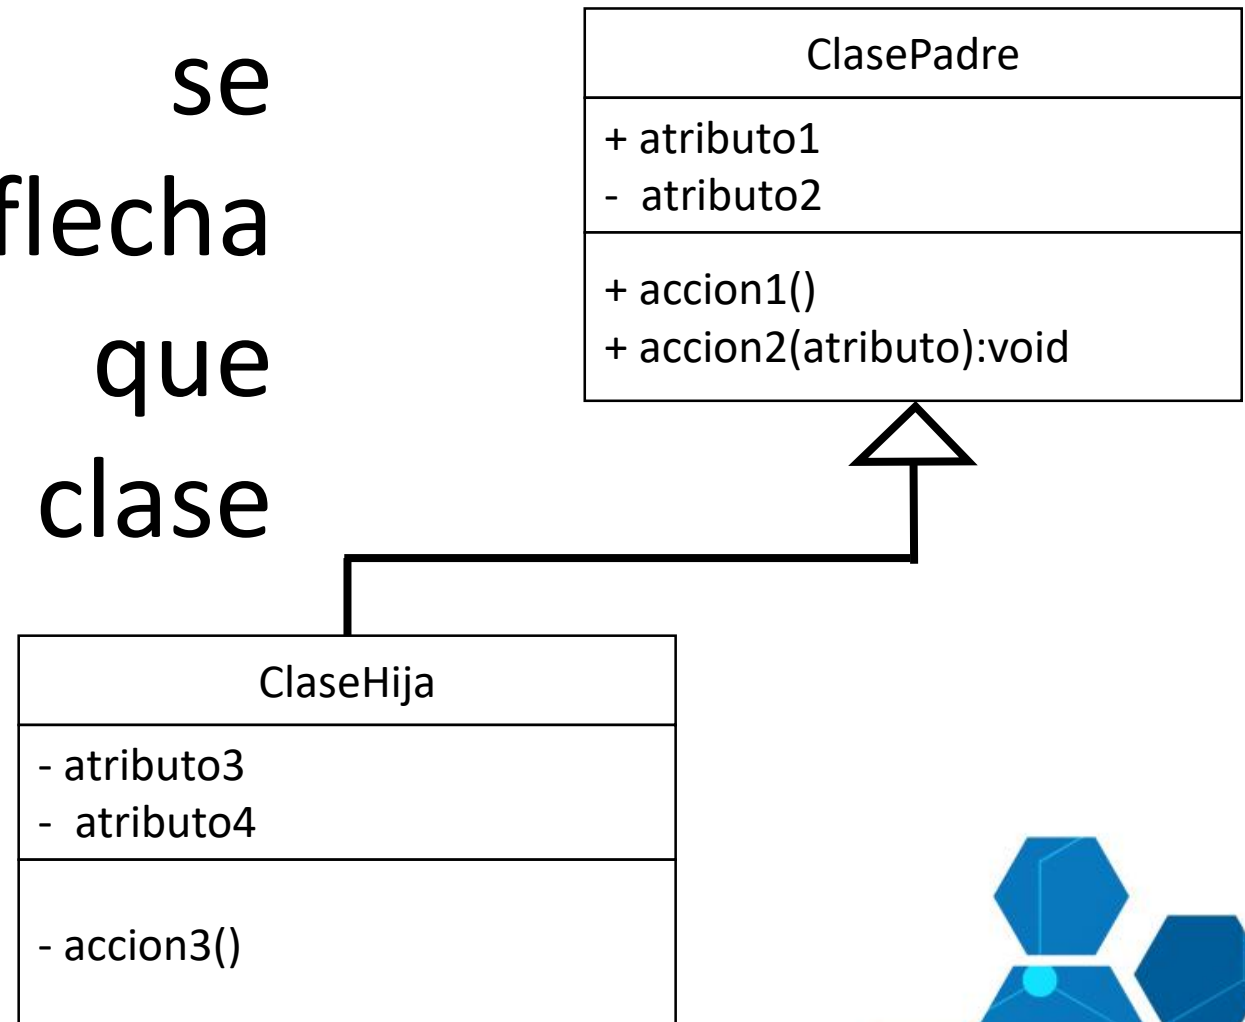 se
flecha
que
clase
ClasePadre
+ atributo1
- atributo2
+ accion1()
+ accion2(atributo):void
ClaseHija
- atributo3
- atributo4
- accion3()